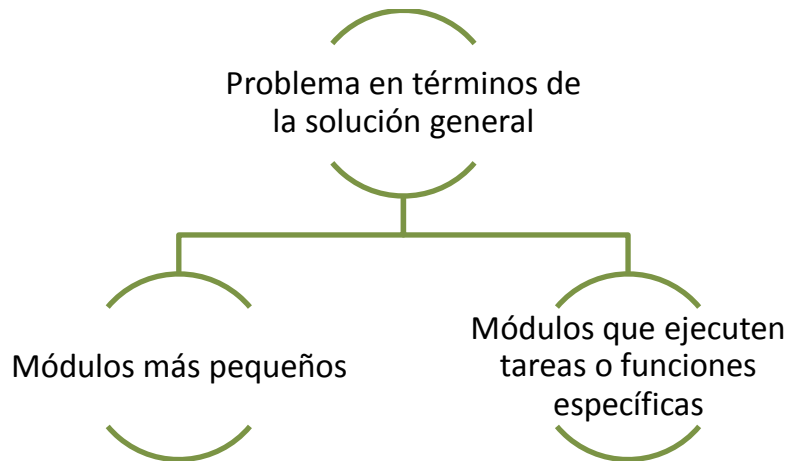 Problema en términos de
la solución general
Módulos más pequeños
Módulos que ejecuten
tareas o funciones
específicas